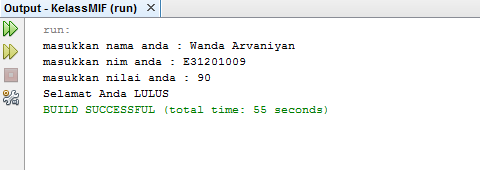 Output - KelassMIF (run)
run:
masukkan nama anda : Wanda Arvaniyan
masukkan nim anda : E31201009
masukkan nilai anda : 90
Selamat Anda LULUS
BUILD SUCCESSFUL (total time: 55 seconds)